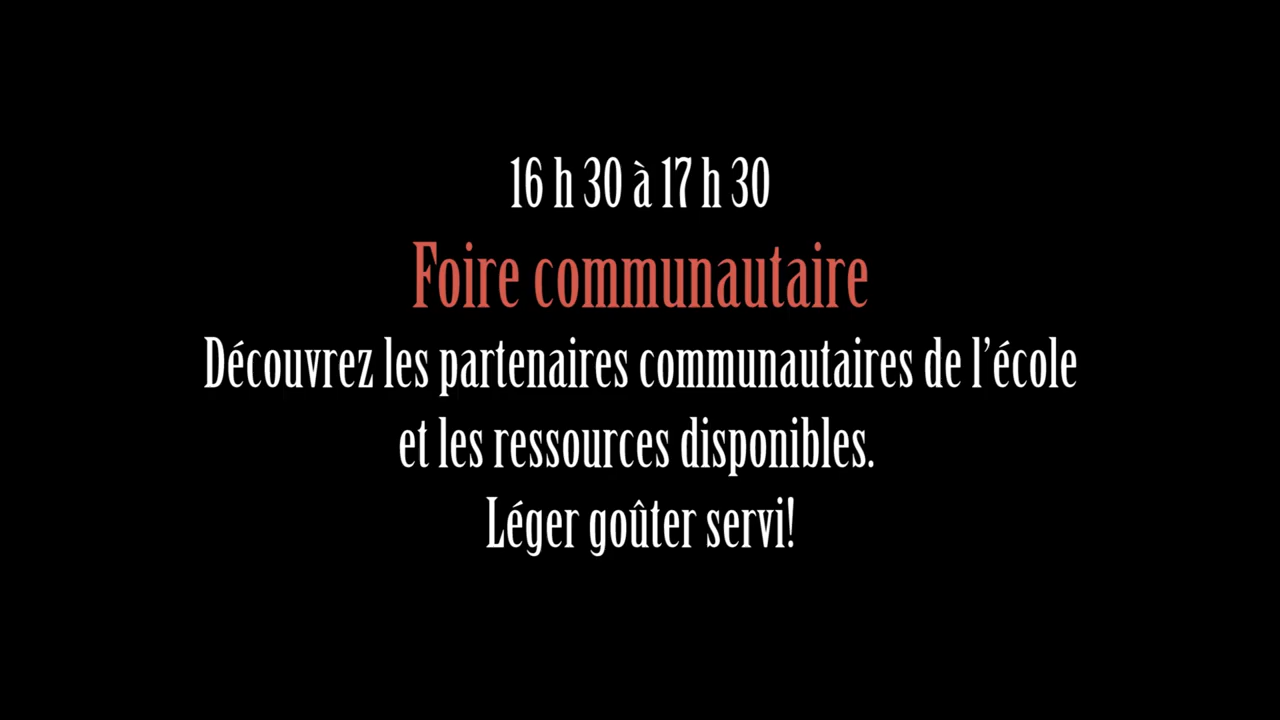 16 h 30 à 17 h 30
Foire communautaire
Découvrez les partenaires communautaires de l’école
et les ressources disponibles.
Léger goûter servi!